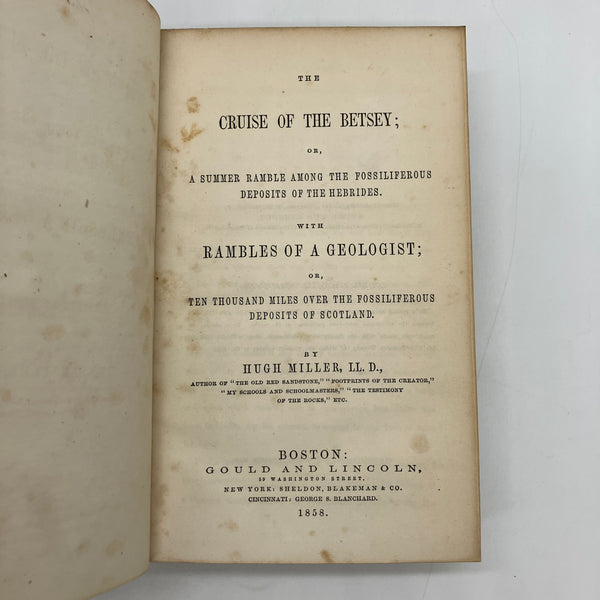 THE
CRUISE OF THE BETSEY;
OR,
A SUMMER RAMBLE AMONG THE FOSSILIFEROUS
DEPOSITS OF THE HEBRIDES.
WITH
RAMBLES OF A GEOLOGIST;
OR,
TEN THOUSAND MILES OVER THE FOSSILIFEROUS
DEPOSITS OF SCOTLAND.
BY
HUGH MILLER, LL. D.,
AUTHOR OF "THE OLD RED SANDSTONE," "FOOTPRINTS OF THE CREATOR,"
"MY SCHOOLS AND SCHOOLMASTERS," "THE TESTIMONY
OF THE ROCKS," ETC.
BOSTON:
GOULD AND LINCOLN,
59 WASHINGTON STREET.
NEW YORK: SHELDON, BLAKEMAN & CO.
CINCINNATI: GEORGE S. BLANCHARD.
1858.